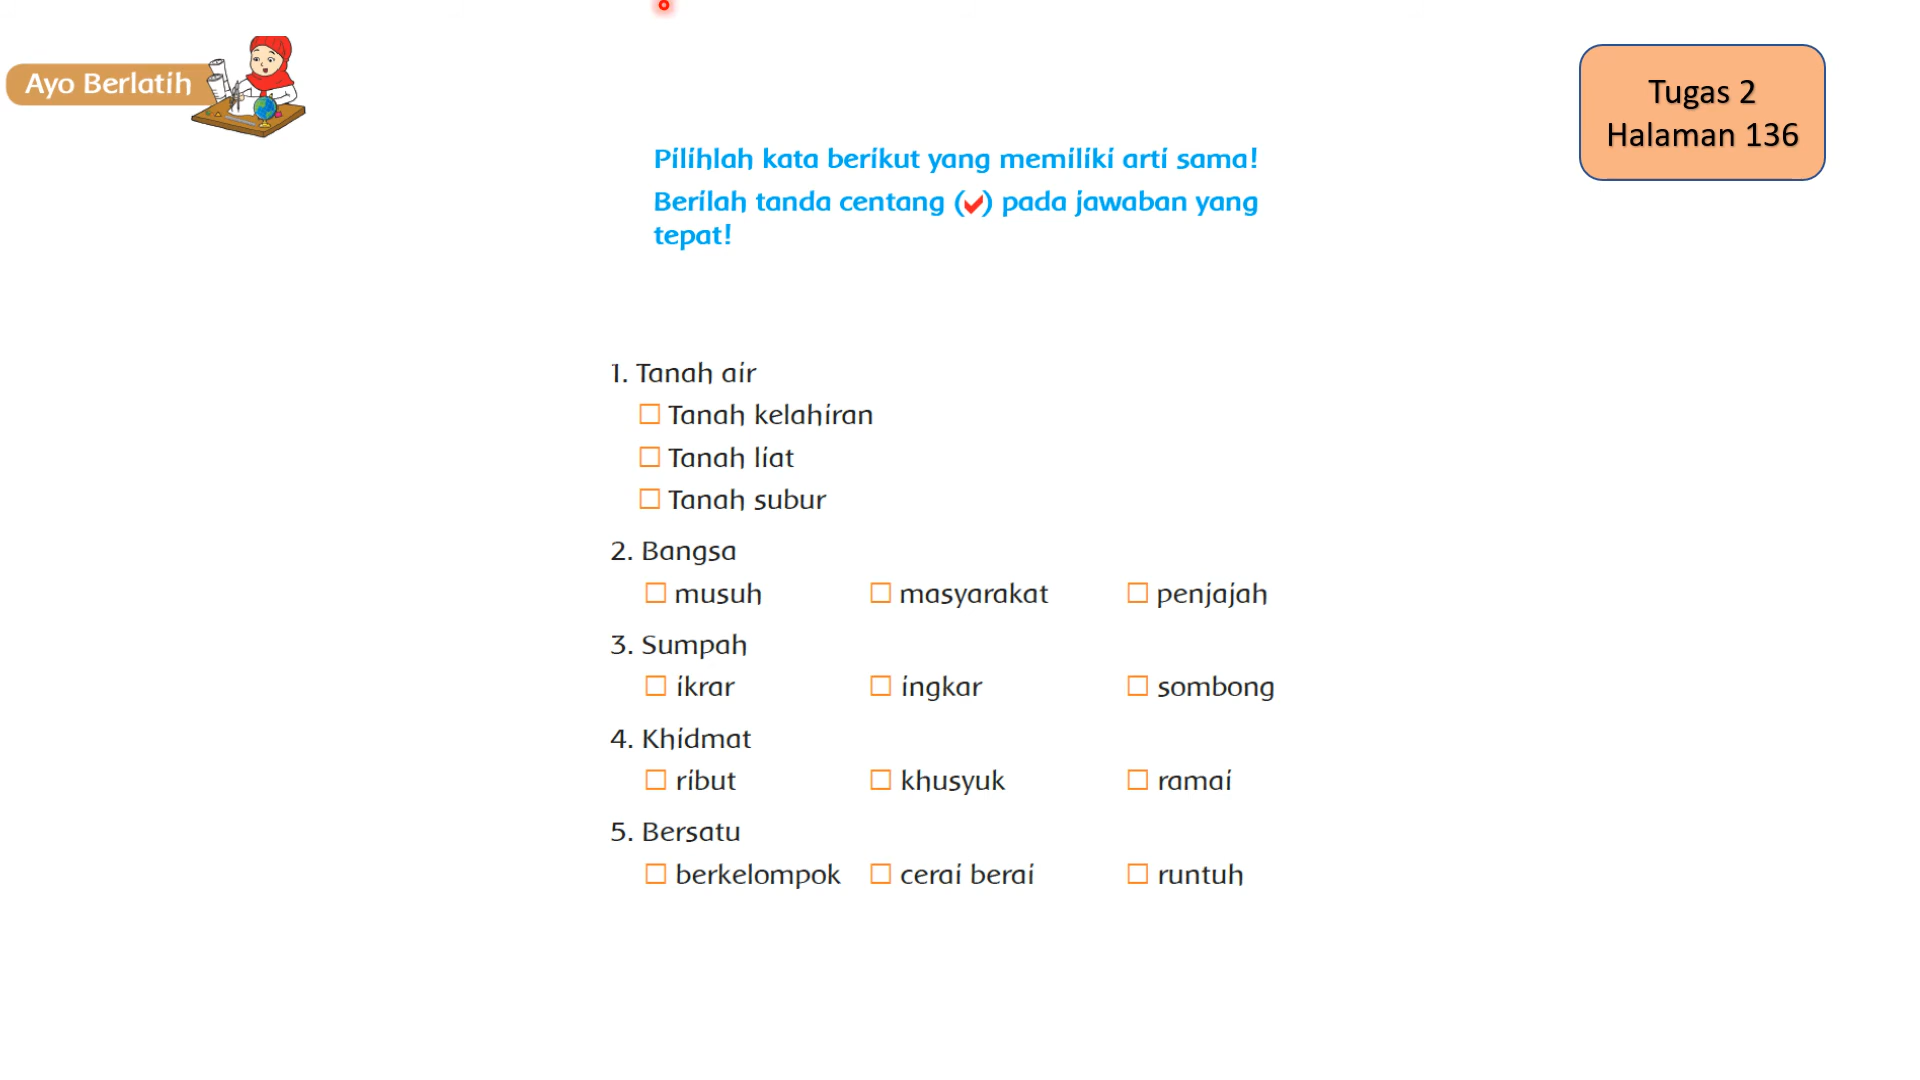 Ayo Berlatih
Tugas 2
Halaman 136
Pilihlah kata berikut yang memiliki arti sama!
Berilah tanda centang (✓) pada jawaban yang
tepat!
1. Tanah air
☐ Tanah kelahiran
☐ Tanah liat
☐ Tanah subur
2. Bangsa
☐ musuh ☐ masyarakat ☐ penjajah
3. Sumpah
☐ ikrar ☐ ingkar ☐ sombong
4. Khidmat
☐ ribut ☐ khusyuk ☐ ramai
5. Bersatu
☐ berkelompok ☐ cerai berai ☐ runtuh